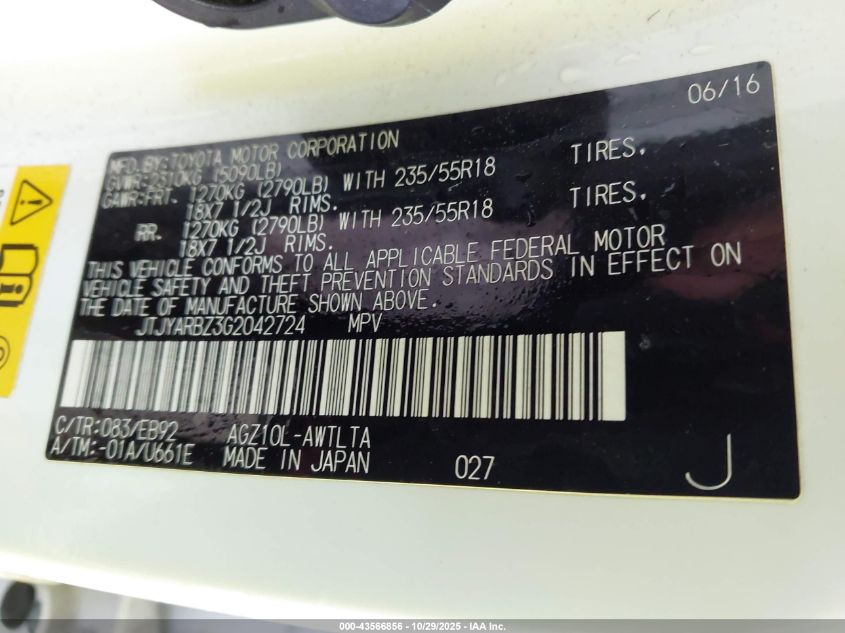 06/16
MFD.BY:TOYOTA MOTOR CORPORATION
GVWR:2310KG (5090LB)
GAWR:FRT. 1270KG (2790LB) WITH 235/55R18 TIRES.
18X7 1/2J RIMS.
RR. 1270KG (2790LB) WITH 235/55R18 TIRES.
18X7 1/2J RIMS.
THIS VEHICLE CONFORMS TO ALL APPLICABLE FEDERAL MOTOR
VEHICLE SAFETY AND THEFT PREVENTION STANDARDS IN EFFECT ON
THE DATE OF MANUFACTURE SHOWN ABOVE.
JTJYARBZ3G2042724 MPV
C/TR:083/EB92 AGZ10L-AWTLTA
A/TM:-01A/U661E MADE IN JAPAN 027 J
000-43566856 - 10/29/2025 - IAA Inc.